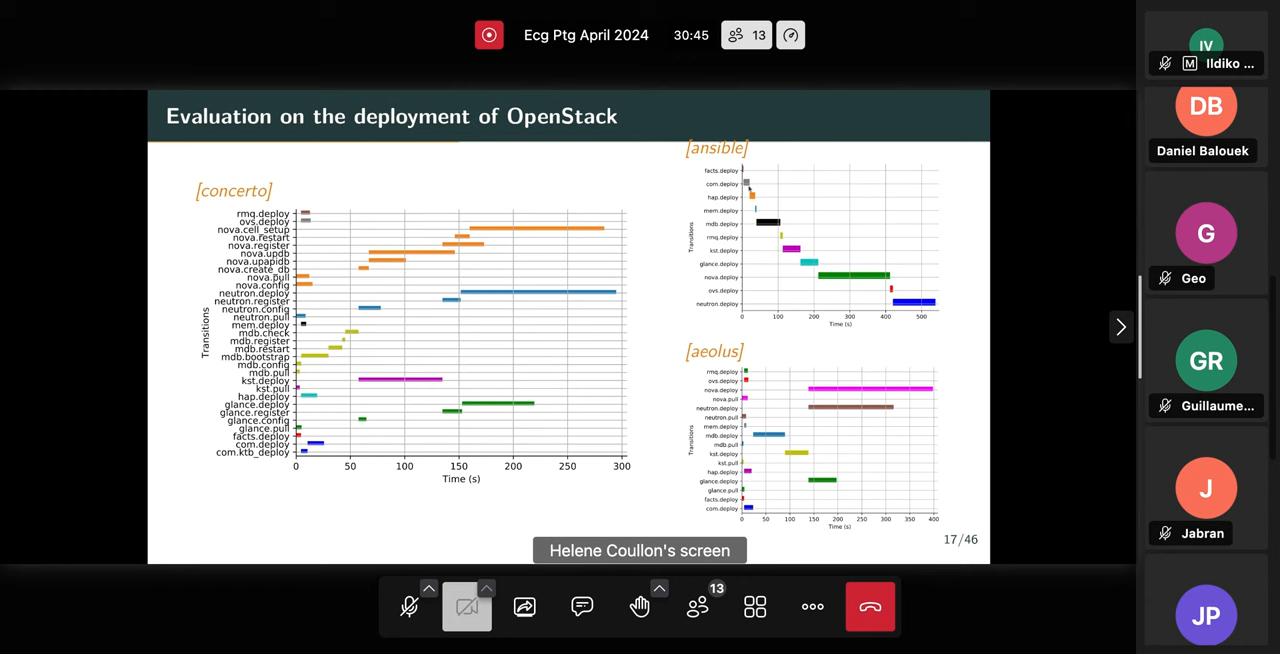 Ecg Ptg April 2024 30:45 13
Evaluation on the deployment of OpenStack
[concerto]
Transitions
rmq.deploy
ovs.deploy
nova.cell_setup
nova.restart
nova.register
nova.updb
nova.upapidb
nova.create_db
nova.pull
nova.config
neutron.deploy
neutron.register
neutron.config
neutron.pull
mem.deploy
mdb.check
mdb.register
mdb.restart
mdb.bootstrap
mdb.config
mdb.pull
kst.deploy
kst.pull
hap.deploy
glance.deploy
glance.register
glance.config
glance.pull
facts.deploy
com.deploy
com.ktb_deploy
0 50 100 150 200 250 300
Time (s)
[ansible]
Transitions
facts.deploy
com.deploy
hap.deploy
mem.deploy
mdb.deploy
rmq.deploy
kst.deploy
glance.deploy
nova.deploy
ovs.deploy
neutron.deploy
0 100 200 300 400 500
Time (s)
[aeolus]
Transitions
rmq.deploy
ovs.deploy
nova.deploy
nova.pull
neutron.deploy
neutron.pull
mem.deploy
mdb.deploy
mdb.pull
kst.deploy
kst.pull
hap.deploy
glance.deploy
glance.pull
facts.deploy
com.deploy
0 50 100 150 200 250 300 350 400
Time (s)
17/46
Helene Coullon's screen
13
IV
M Ildiko ...
DB
Daniel Balouek
G
Geo
GR
Guillaume...
J
Jabran
JP